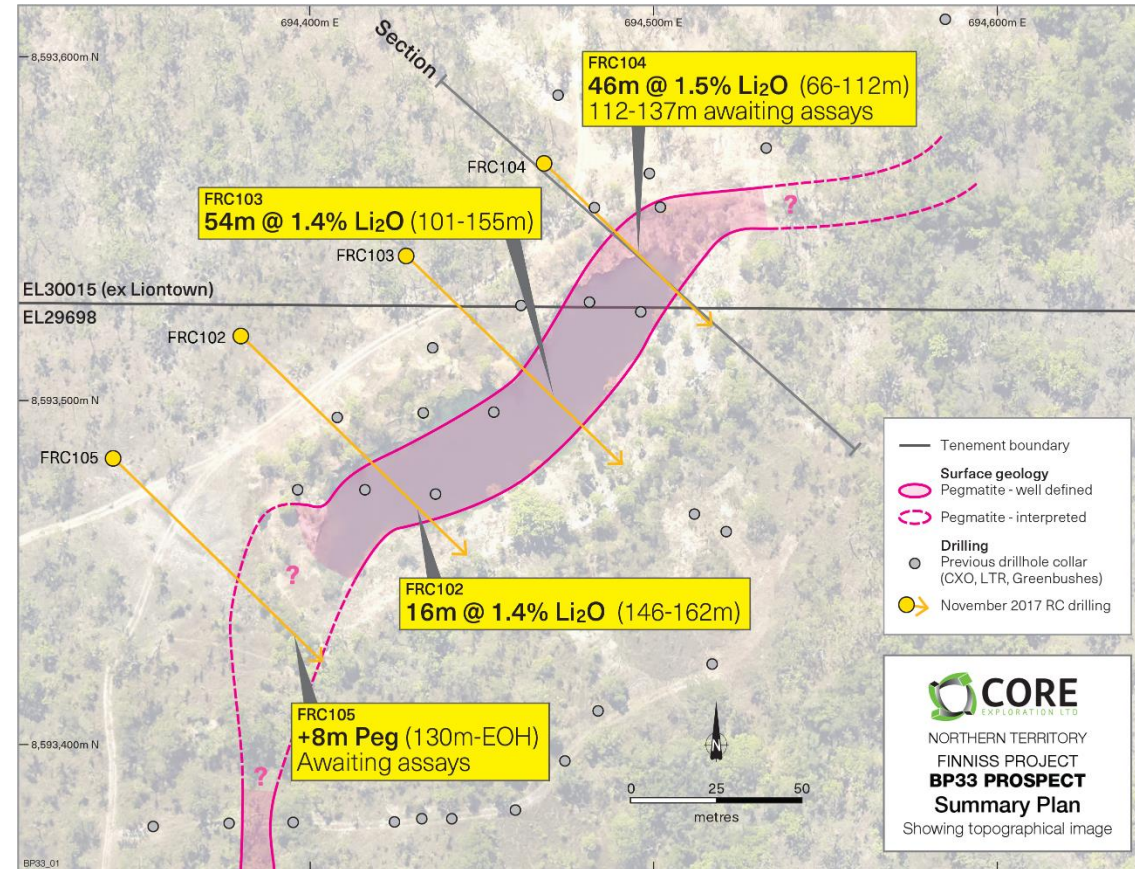 694,400m E
694,500m E
694,600m E
8,593,600m N
Section
FRC104
46m @ 1.5% Li₂O (66-112m)
112-137m awaiting assays
FRC104
FRC103
54m @ 1.4% Li₂O (101-155m)
?
FRC103
EL30015 (ex Liontown)
EL29698
FRC102
8,593,500m N
FRC105
?
FRC102
16m @ 1.4% Li₂O (146-162m)
FRC105
+8m Peg (130m-EOH)
Awaiting assays
8,593,400m N
?
N
0 25 50
metres
Tenement boundary
Surface geology
Pegmatite - well defined
Pegmatite - interpreted
Drilling
Previous drillhole collar
(CXO, LTR, Greenbushes)
November 2017 RC drilling
CORE
EXPLORATION LTD
NORTHERN TERRITORY
FINNISS PROJECT
BP33 PROSPECT
Summary Plan
Showing topographical image
BP33_01